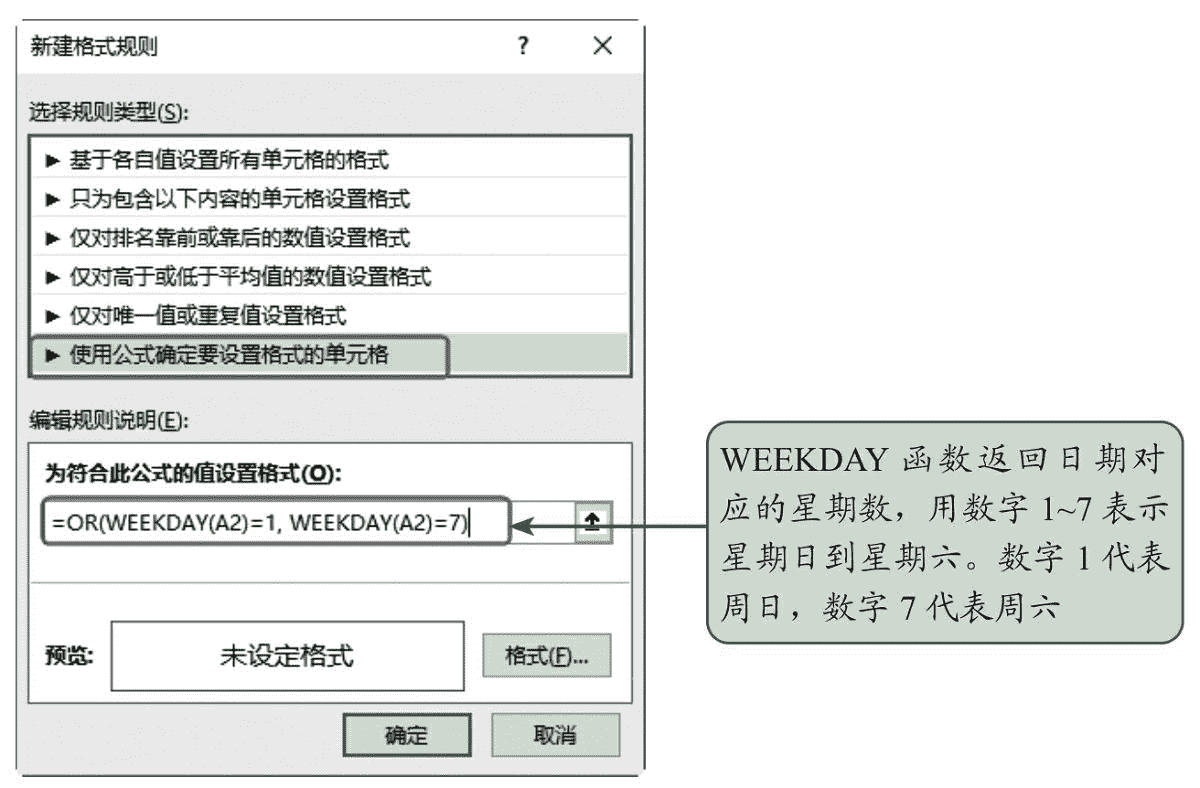 新建格式规则
?
×
选择规则类型(S):
► 基于各自值设置所有单元格的格式
► 只为包含以下内容的单元格设置格式
► 仅对排名靠前或靠后的数值设置格式
► 仅对高于或低于平均值的数值设置格式
► 仅对唯一值或重复值设置格式
► 使用公式确定要设置格式的单元格
编辑规则说明(E):
为符合此公式的值设置格式(O):
=OR(WEEKDAY(A2)=1, WEEKDAY(A2)=7)
预览:
未设定格式
格式(F)...
确定
取消
WEEKDAY 函数返回日期对
应的星期数，用数字 1~7 表示
星期日到星期六。数字 1 代表
周日，数字 7 代表周六